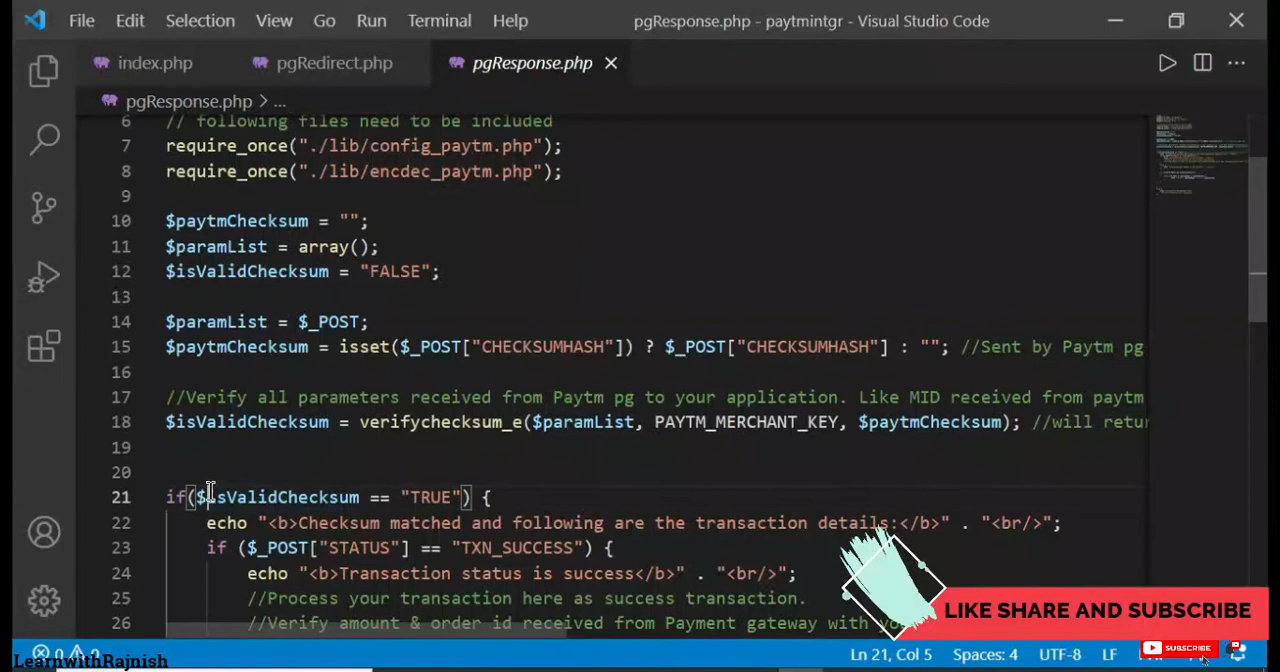 File Edit Selection View Go Run Terminal Help pgResponse.php - paytmintgr - Visual Studio Code
index.php pgRedirect.php pgResponse.php
pgResponse.php > ...
6 // following files need to be included
7 require_once("./lib/config_paytm.php");
8 require_once("./lib/encdec_paytm.php");
9
10 $paytmChecksum = "";
11 $paramList = array();
12 $isValidChecksum = "FALSE";
13
14 $paramList = $_POST;
15 $paytmChecksum = isset($_POST["CHECKSUMHASH"]) ? $_POST["CHECKSUMHASH"] : ""; //Sent by Paytm pg
16
17 //Verify all parameters received from Paytm pg to your application. Like MID received from paytm
18 $isValidChecksum = verifychecksum_e($paramList, PAYTM_MERCHANT_KEY, $paytmChecksum); //will retur
19
20
21 if($isValidChecksum == "TRUE") {
22 echo "<b>Checksum matched and following are the transaction details:</b>" . "<br/>";
23 if ($_POST["STATUS"] == "TXN_SUCCESS") {
24 echo "<b>Transaction status is success</b>" . "<br/>";
25 //Process your transaction here as success transaction.
26 //Verify amount & order id received from Payment gateway with
LIKE SHARE AND SUBSCRIBE
SUBSCRIBE
Ln 21, Col 5 Spaces: 4 UTF-8 LF
LearnwithRajnish